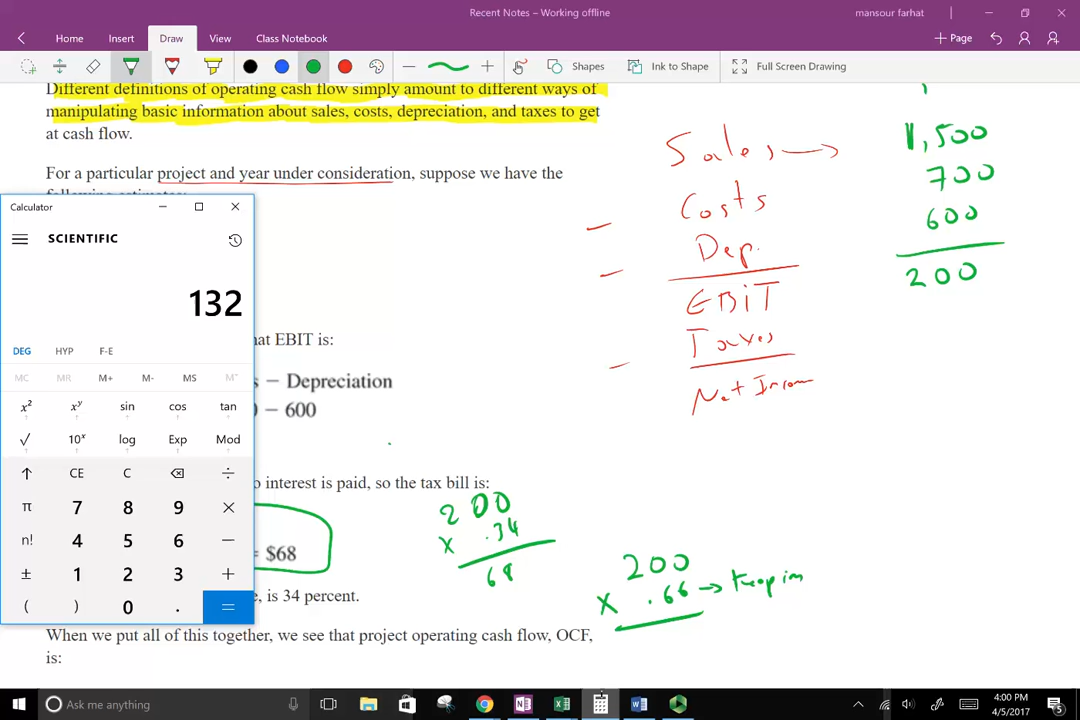 Recent Notes – Working offline
mansour farhat
Home Insert Draw View Class Notebook
Page
Shapes Ink to Shape Full Screen Drawing
Different definitions of operating cash flow simply amount to different ways of
manipulating basic information about sales, costs, depreciation, and taxes to get
at cash flow.
For a particular project and year under consideration, suppose we have the
following estimates:
Calculator
SCIENTIFIC
132
DEG HYP F-E
MC MR M+ M- MS M˅
x² xʸ sin cos tan
√ 10ˣ log Exp Mod
↑ CE C ⌫ ÷
π 7 8 9 ×
n! 4 5 6 −
± 1 2 3 +
( ) 0 . =
hat EBIT is:
s − Depreciation
0 − 600
o interest is paid, so the tax bill is:
= $68
e, is 34 percent.
When we put all of this together, we see that project operating cash flow, OCF,
is:
Sales → 1,500
− Costs 700
− Dep. 600
EBiT 200
− Taxes
Net Incom
200
x .34
68
200
x .66 → Keep in
Ask me anything
4:00 PM
4/5/2017
5